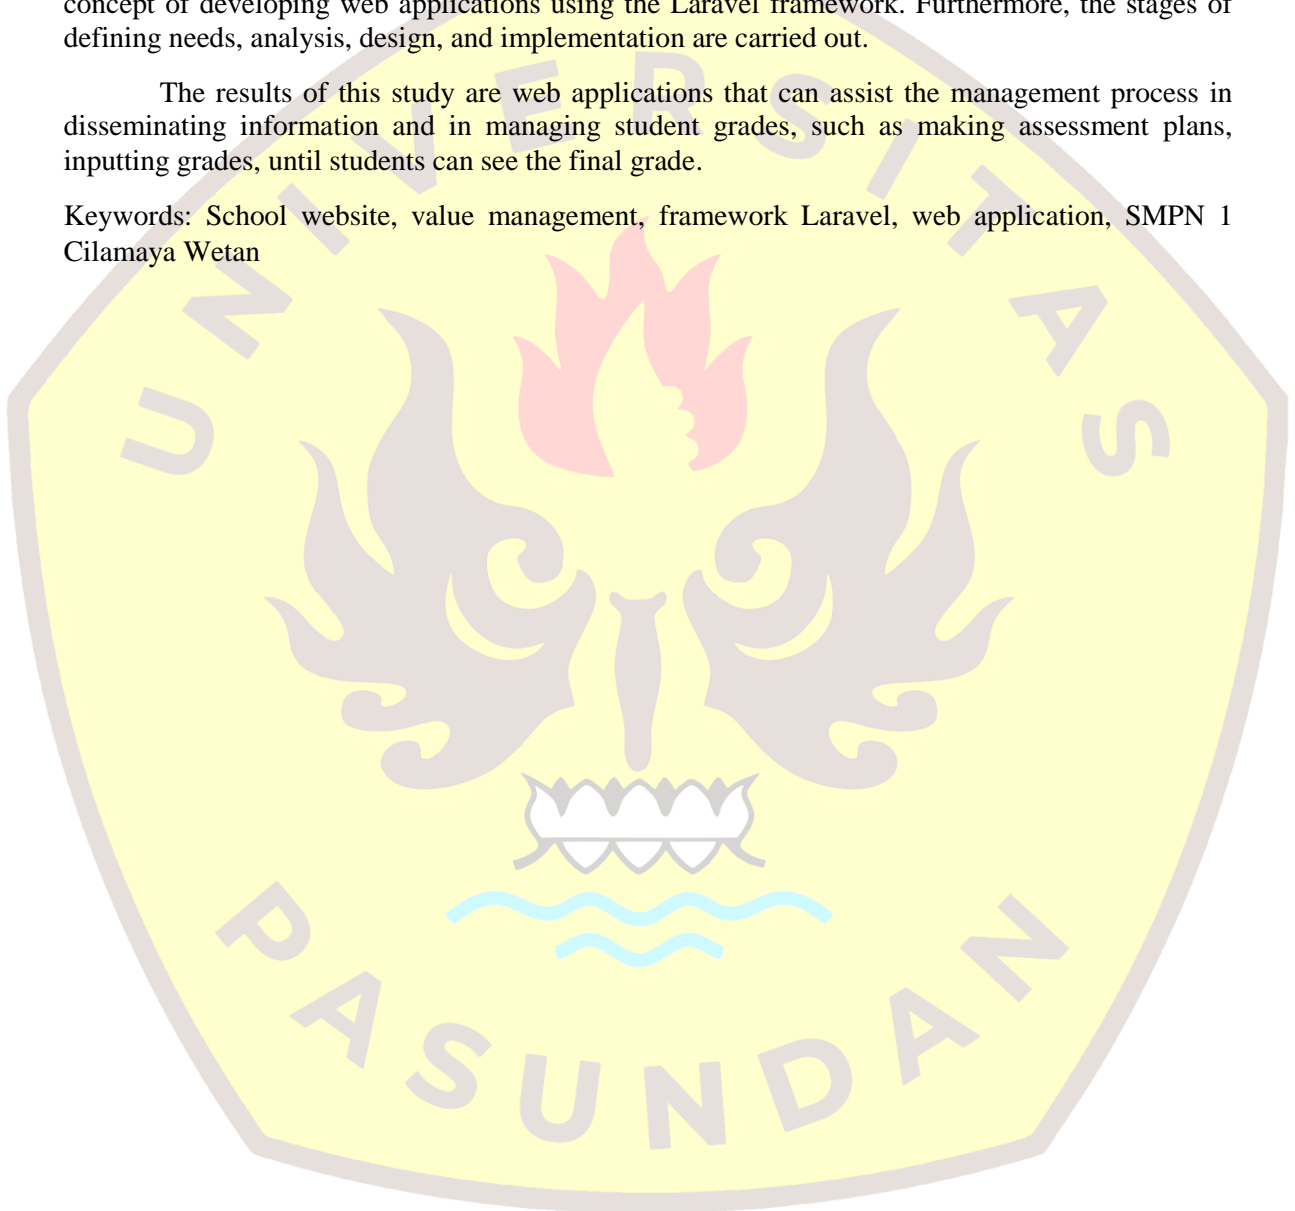 concept of developing web applications using the Laravel framework. Furthermore, the stages of
defining needs, analysis, design, and implementation are carried out.
The results of this study are web applications that can assist the management process in
disseminating information and in managing student grades, such as making assessment plans,
inputting grades, until students can see the final grade.
Keywords: School website, value management, framework Laravel, web application, SMPN 1
Cilamaya Wetan
UNIVERSITAS
PASUNDAN